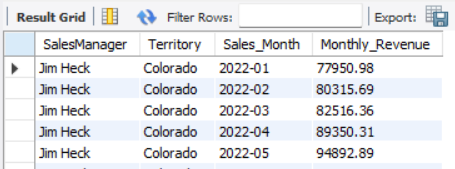 Result Grid Filter Rows: Export:
SalesManager Territory Sales_Month Monthly_Revenue
Jim Heck Colorado 2022-01 77950.98
Jim Heck Colorado 2022-02 80315.69
Jim Heck Colorado 2022-03 82516.36
Jim Heck Colorado 2022-04 89350.31
Jim Heck Colorado 2022-05 94892.89